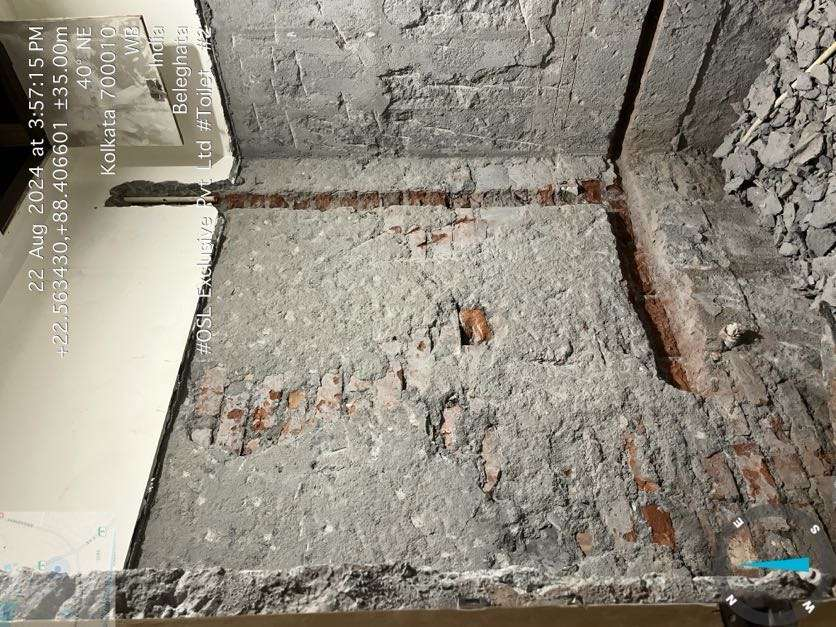 22 Aug 2024 at 3:57:15 PM
+22.563430,+88.406601 ±35.00m
40° NE
Kolkata 700010
WB
India
Beleghata
#OSL Exclusive Pvt Ltd #Toilet #2
N
E
S
W